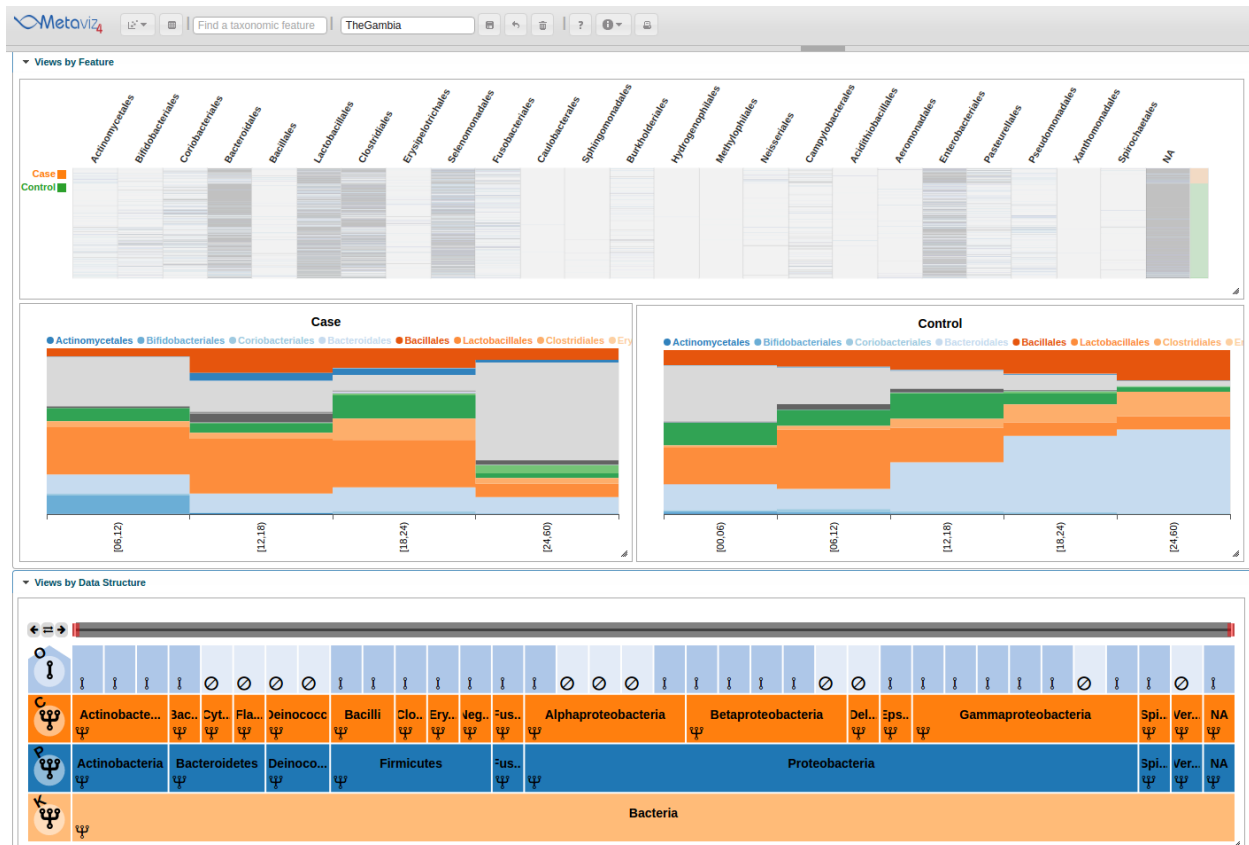 Metaviz4 Find a taxonomic feature TheGambia ?
Views by Feature
Actinomycetales Bifidobacteriales Coriobacteriales Bacteroidales Bacillales Lactobacillales Clostridiales Erysipelotrichales Selenomonadales Fusobacteriales Caulobacterales Sphingomonadales Burkholderiales Hydrogenophilales Methylophilales Neisseriales Campylobacterales Acidithiobacillales Aeromonadales Enterobacteriales Pasteurellales Pseudomonadales Xanthomonadales Spirochaetales NA
Case
Control
Case
Actinomycetales Bifidobacteriales Coriobacteriales Bacteroidales Bacillales Lactobacillales Clostridiales Ery
[06,12) [12,18) [18,24) [24,60)
Control
Actinomycetales Bifidobacteriales Coriobacteriales Bacteroidales Bacillales Lactobacillales Clostridiales Er
[00,06) [06,12) [12,18) [18,24) [24,60)
Views by Data Structure
O
C Actinobacte... Bac.. Cyt.. Fla... Deinococc Bacilli Clo.. Ery.. Neg.. Fus.. Alphaproteobacteria Betaproteobacteria Del.. Eps.. Gammaproteobacteria Spi.. Ver... NA
P Actinobacteria Bacteroidetes Deinoco... Firmicutes Fus.. Proteobacteria Spi.. Ver... NA
K Bacteria